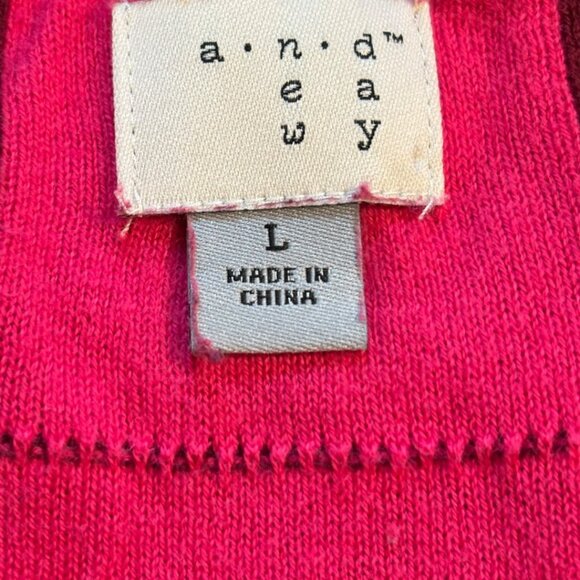 a · n · d™
e a
w y
L
MADE IN
CHINA